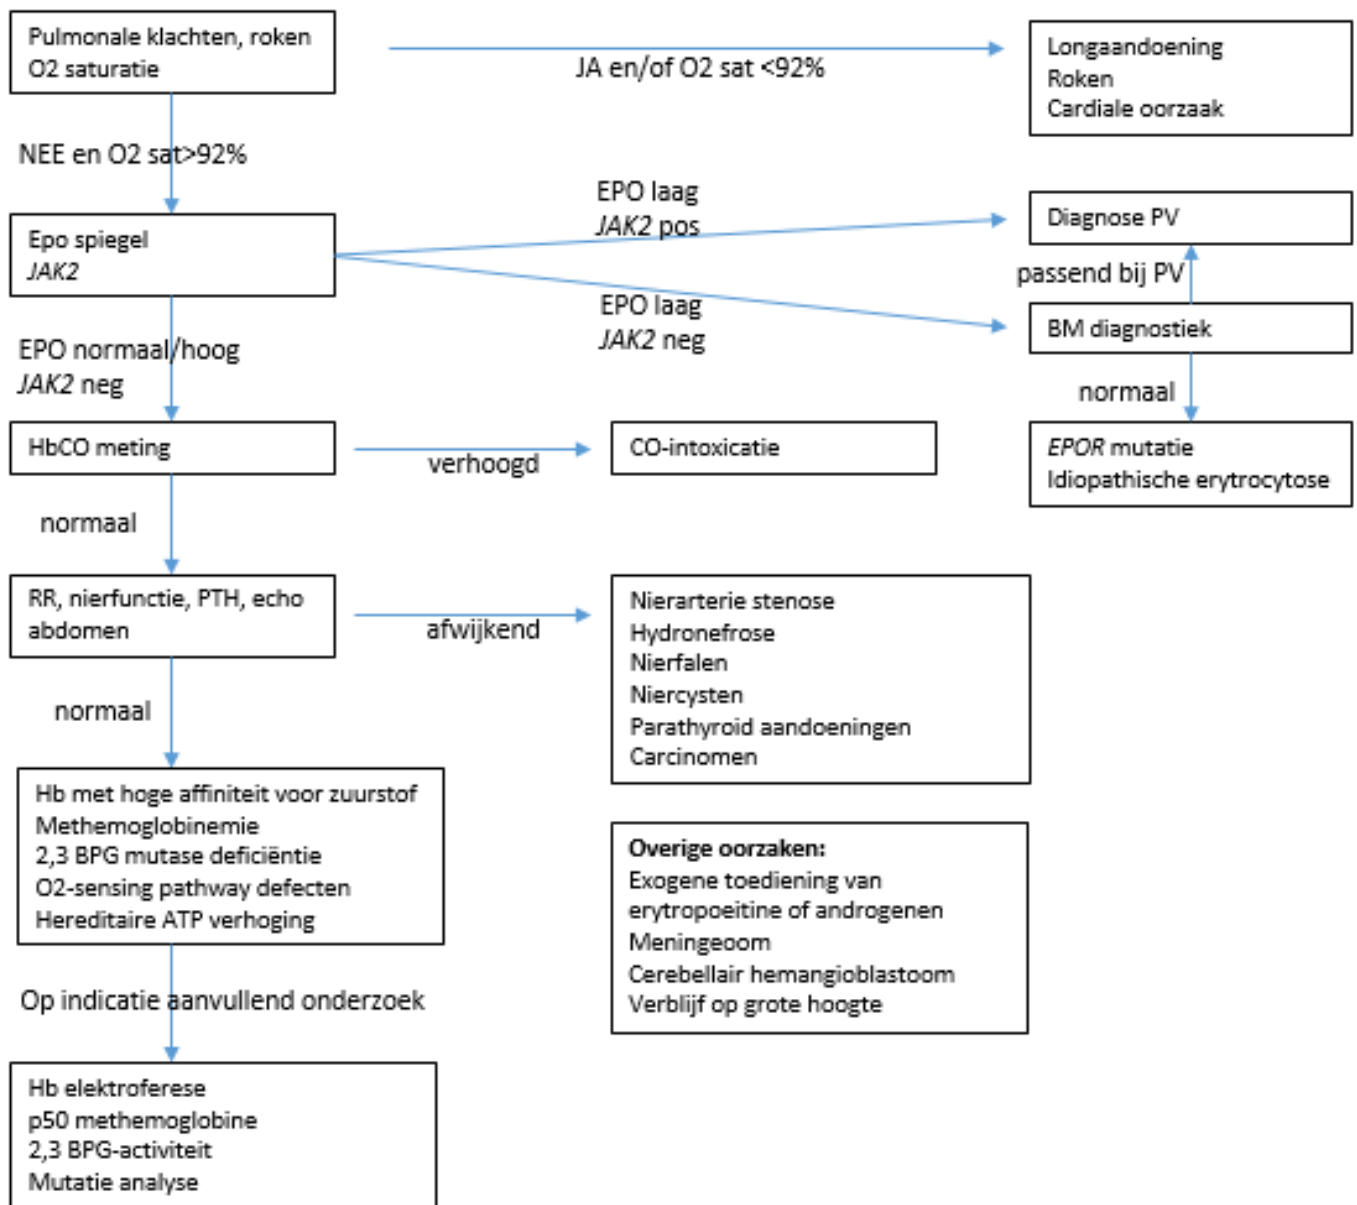 Pulmonale klachten, roken
O2 saturatie
JA en/of O2 sat <92%
Longaandoening
Roken
Cardiale oorzaak
NEE en O2 sat>92%
Epo spiegel
JAK2
EPO laag
JAK2 pos
Diagnose PV
passend bij PV
EPO laag
JAK2 neg
BM diagnostiek
normaal
EPOR mutatie
Idiopathische erytrocytose
EPO normaal/hoog
JAK2 neg
HbCO meting
verhoogd
CO-intoxicatie
normaal
RR, nierfunctie, PTH, echo
abdomen
afwijkend
Nierarterie stenose
Hydronefrose
Nierfalen
Niercysten
Parathyroid aandoeningen
Carcinomen
normaal
Hb met hoge affiniteit voor zuurstof
Methemoglobinemie
2,3 BPG mutase deficiëntie
O2-sensing pathway defecten
Hereditaire ATP verhoging
Overige oorzaken:
Exogene toediening van
erytropoeitine of androgenen
Meningeoom
Cerebellair hemangioblastoom
Verblijf op grote hoogte
Op indicatie aanvullend onderzoek
Hb elektroferese
p50 methemoglobine
2,3 BPG-activiteit
Mutatie analyse